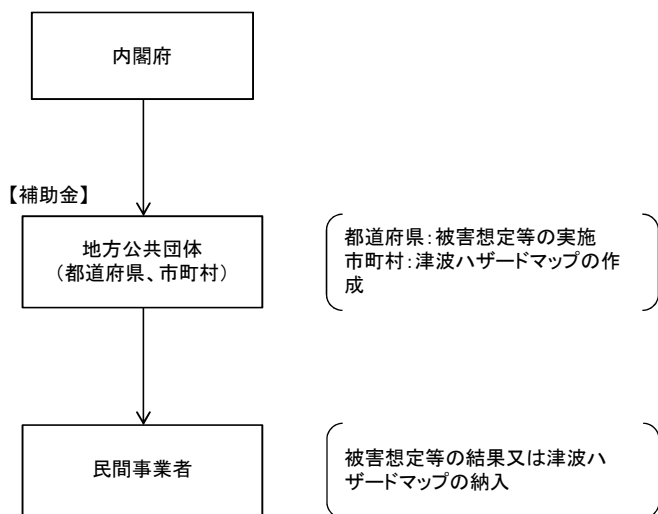 内閣府
【補助金】
地方公共団体
（都道府県、市町村）
都道府県：被害想定等の実施
市町村：津波ハザードマップの作
成
民間事業者
被害想定等の結果又は津波ハ
ザードマップの納入